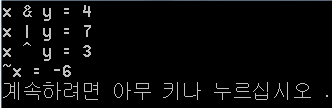 x & y = 4
x | y = 7
x ^ y = 3
~x = -6
계속하려면 아무 키나 누르십시오 .